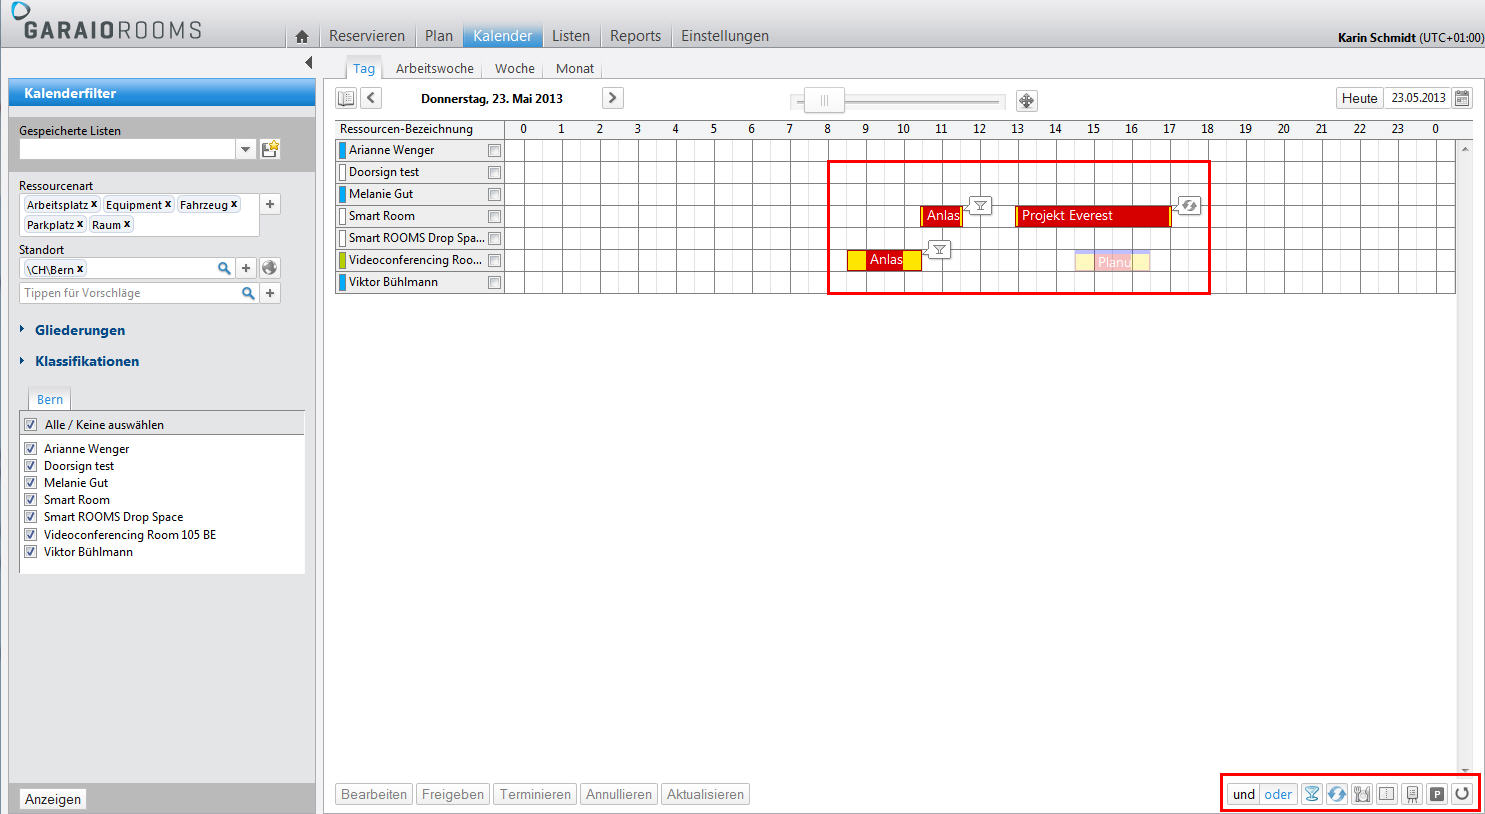 GARAIOROOMS
Reservieren Plan Kalender Listen Reports Einstellungen
Karin Schmidt (UTC+01:00)
Tag Arbeitswoche Woche Monat
Kalenderfilter
Gespeicherte Listen
Ressourcenart
Arbeitsplatz x Equipment x Fahrzeug x
Parkplatz x Raum x
Standort
\CH\Bern x
Tippen für Vorschläge
Gliederungen
Klassifikationen
Bern
Alle / Keine auswählen
Arianne Wenger
Doorsign test
Melanie Gut
Smart Room
Smart ROOMS Drop Space
Videoconferencing Room 105 BE
Viktor Bühlmann
Anzeigen
Donnerstag, 23. Mai 2013
Heute 23.05.2013
Ressourcen-Bezeichnung 0 1 2 3 4 5 6 7 8 9 10 11 12 13 14 15 16 17 18 19 20 21 22 23 0
Arianne Wenger
Doorsign test
Melanie Gut
Smart Room Anlas Projekt Everest
Smart ROOMS Drop Spa...
Videoconferencing Roo... Anlas Planu
Viktor Bühlmann
Bearbeiten Freigeben Terminieren Annullieren Aktualisieren
und oder P